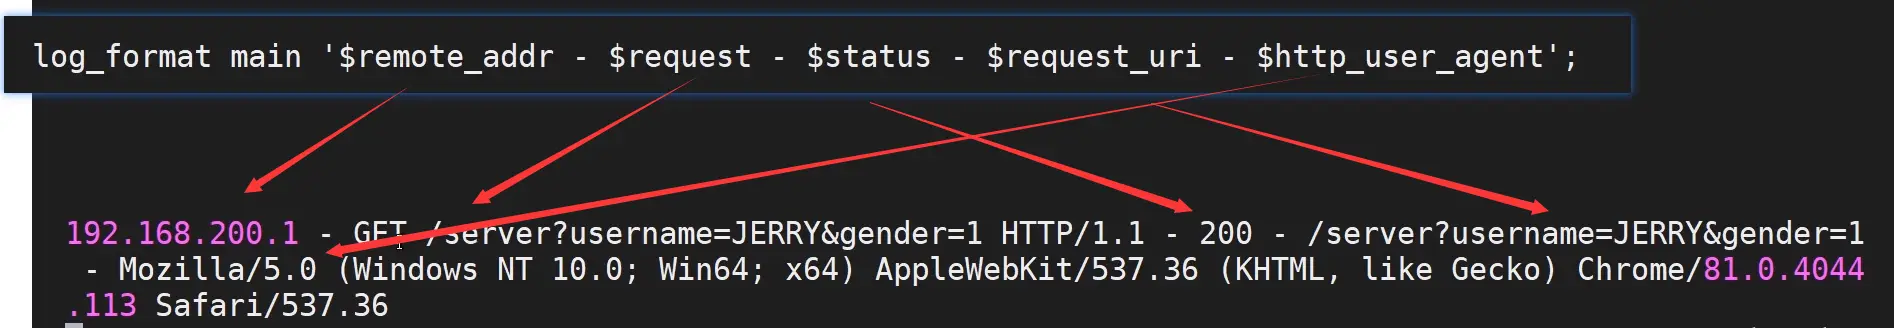 log_format main '$remote_addr - $request - $status - $request_uri - $http_user_agent';
192.168.200.1 - GET /server?username=JERRY&gender=1 HTTP/1.1 - 200 - /server?username=JERRY&gender=1
- Mozilla/5.0 (Windows NT 10.0; Win64; x64) AppleWebKit/537.36 (KHTML, like Gecko) Chrome/81.0.4044
.113 Safari/537.36